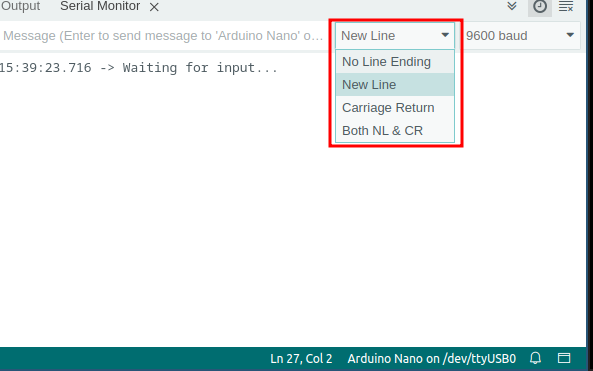 Output Serial Monitor
Message (Enter to send message to 'Arduino Nano' o... New Line 9600 baud
No Line Ending
15:39:23.716 -> Waiting for input...
New Line
Carriage Return
Both NL & CR
Ln 27, Col 2 Arduino Nano on /dev/ttyUSB0